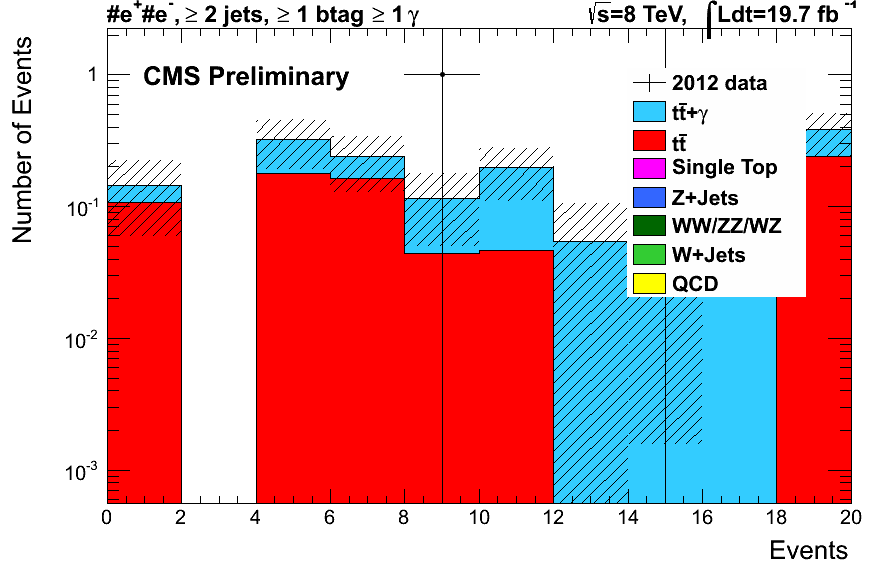 #e⁺#e⁻, ≥ 2 jets, ≥ 1 btag ≥ 1 γ
√s=8 TeV, ∫Ldt=19.7 fb⁻¹
CMS Preliminary
Number of Events
1
10⁻¹
10⁻²
10⁻³
2012 data
tt̄+γ
tt̄
Single Top
Z+Jets
WW/ZZ/WZ
W+Jets
QCD
0 2 4 6 8 10 12 14 16 18 20
Events